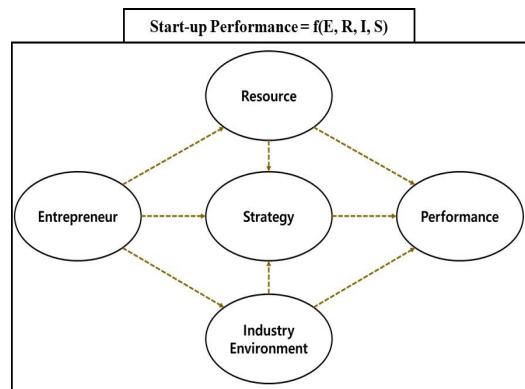 Start-up Performance = f(E, R, I, S)
Resource
Entrepreneur
Strategy
Performance
Industry
Environment